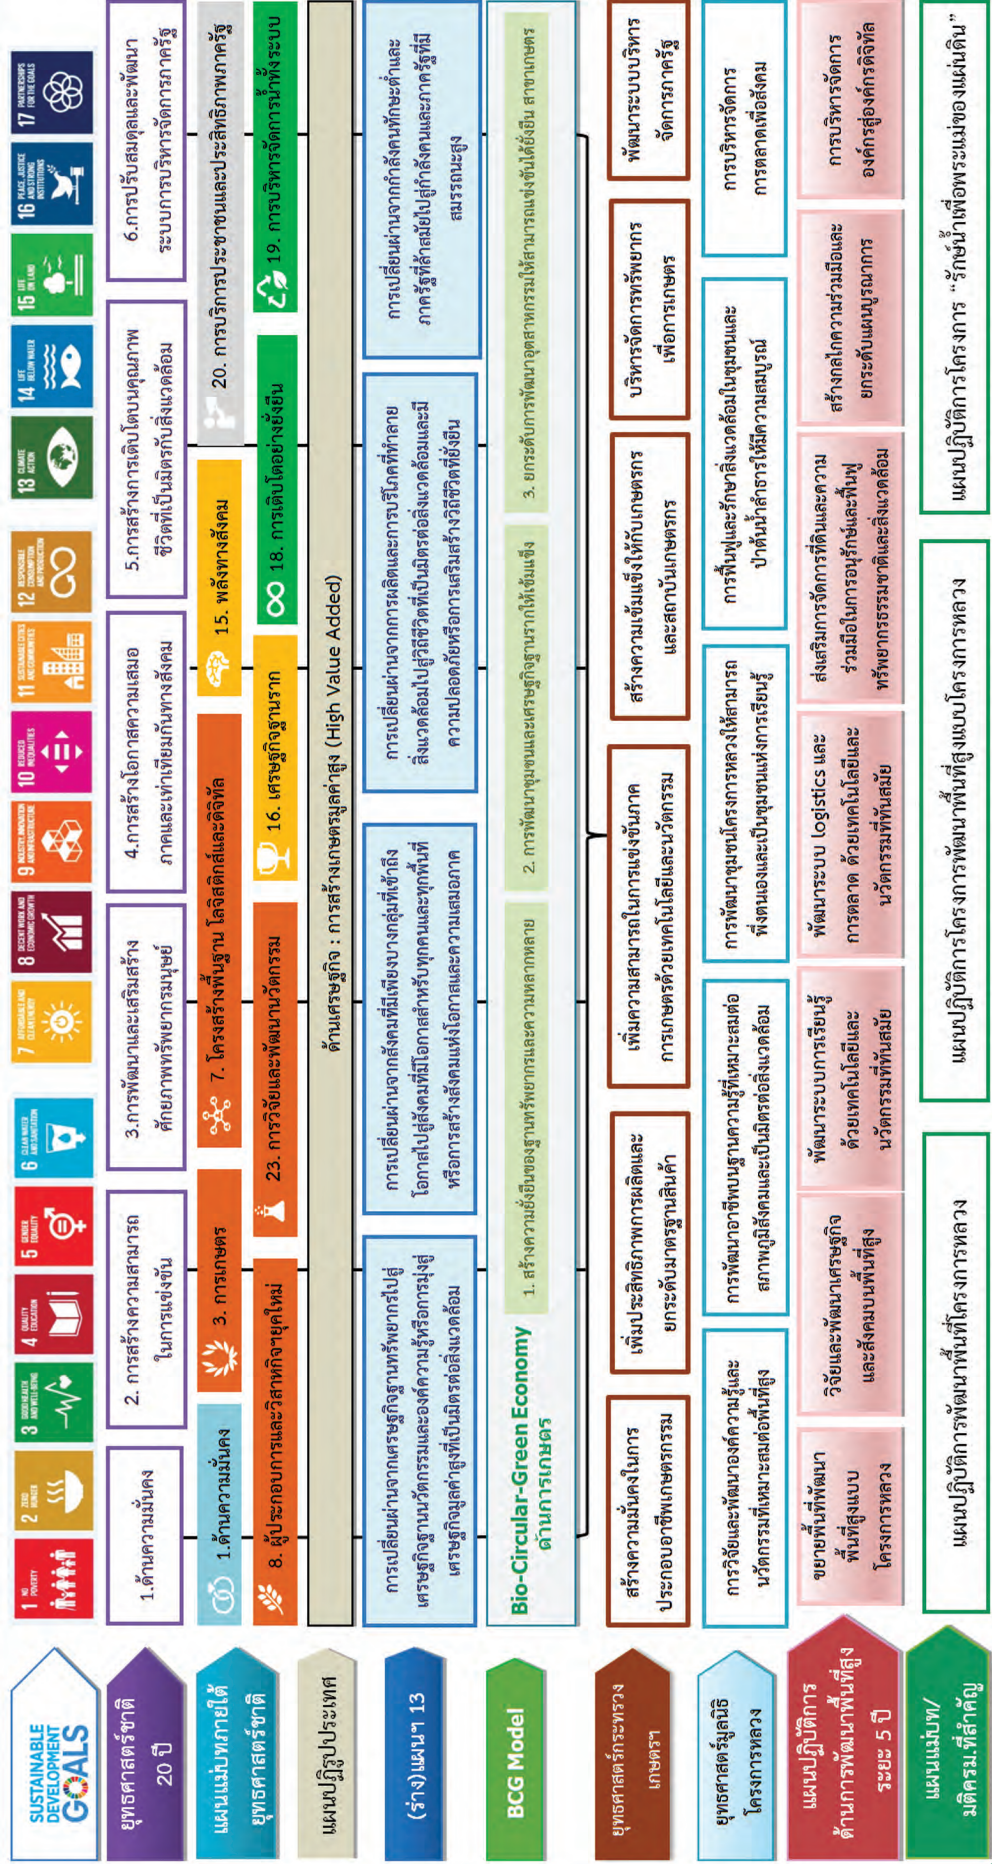 SUSTAINABLE
DEVELOPMENT
GOALS
1 NO
POVERTY
2 ZERO
HUNGER
3 GOOD HEALTH
AND WELL-BEING
4 QUALITY
EDUCATION
5 GENDER
EQUALITY
6 CLEAN WATER
AND SANITATION
7 AFFORDABLE AND
CLEAN ENERGY
8 DECENT WORK AND
ECONOMIC GROWTH
9 INDUSTRY, INNOVATION
AND INFRASTRUCTURE
10 REDUCED
INEQUALITIES
11 SUSTAINABLE CITIES
AND COMMUNITIES
12 RESPONSIBLE
CONSUMPTION
AND PRODUCTION
13 CLIMATE
ACTION
14 LIFE
BELOW WATER
15 LIFE
ON LAND
16 PEACE, JUSTICE
AND STRONG
INSTITUTIONS
17 PARTNERSHIPS
FOR THE GOALS
ยุทธศาสตร์ชาติ
20 ปี
1.ด้านความมั่นคง
2. การสร้างความสามารถ
ในการแข่งขัน
3.การพัฒนาและเสริมสร้าง
ศักยภาพทรัพยากรมนุษย์
4.การสร้างโอกาสความเสมอ
ภาคและเท่าเทียมกันทางสังคม
5.การสร้างการเติบโตบนคุณภาพ
ชีวิตที่เป็นมิตรกับสิ่งแวดล้อม
6.การปรับสมดุลและพัฒนา
ระบบการบริหารจัดการภาครัฐ
แผนแม่บทภายใต้
ยุทธศาสตร์ชาติ
1.ด้านความมั่นคง
3. การเกษตร
7. โครงสร้างพื้นฐาน โลจิสติกส์และดิจิทัล
15. พลังทางสังคม
20. การบริการประชาชนและประสิทธิภาพภาครัฐ
8. ผู้ประกอบการและวิสาหกิจฯยุคใหม่
23. การวิจัยและพัฒนานวัตกรรม
16. เศรษฐกิจฐานราก
18. การเติบโตอย่างยั่งยืน
19. การบริหารจัดการน้ำทั้งระบบ
แผนปฏิรูปประเทศ
ด้านเศรษฐกิจ : การสร้างเกษตรมูลค่าสูง (High Value Added)
(ร่าง)แผนฯ 13
การเปลี่ยนผ่านจากเศรษฐกิจฐานทรัพยากรไปสู่
เศรษฐกิจฐานนวัตกรรมและองค์ความรู้หรือการมุ่งสู่
เศรษฐกิจมูลค่าสูงที่เป็นมิตรต่อสิ่งแวดล้อม
การเปลี่ยนผ่านจากสังคมที่มีเพียงบางกลุ่มที่เข้าถึง
โอกาสไปสู่สังคมที่มีโอกาสสำหรับทุกคนและทุกพื้นที่
หรือการสร้างสังคมแห่งโอกาสและความเสมอภาค
การเปลี่ยนผ่านจากการผลิตและการบริโภคที่ทำลาย
สิ่งแวดล้อมไปสู่วิถีชีวิตที่เป็นมิตรต่อสิ่งแวดล้อมและมี
ความปลอดภัยหรือการเสริมสร้างวิถีชีวิตที่ยั่งยืน
การเปลี่ยนผ่านจากกำลังคนทักษะต่ำและ
ภาครัฐที่ล้าสมัยไปสู่กำลังคนและภาครัฐที่มี
สมรรถนะสูง
BCG Model
Bio-Circular-Green Economy
ด้านการเกษตร
1. สร้างความยั่งยืนของฐานทรัพยากรและความหลากหลาย
2. การพัฒนาชุมชนและเศรษฐกิจฐานรากให้เข้มแข็ง
3. ยกระดับการพัฒนาอุตสาหกรรมให้สามารถแข่งขันได้ยั่งยืน สาขาเกษตร
ยุทธศาสตร์กระทรวง
เกษตรฯ
สร้างความมั่นคงในการ
ประกอบอาชีพเกษตรกรรม
เพิ่มประสิทธิภาพการผลิตและ
ยกระดับมาตรฐานสินค้า
เพิ่มความสามารถในการแข่งขันภาค
การเกษตรด้วยเทคโนโลยีและนวัตกรรม
สร้างความเข้มแข็งให้กับเกษตรกร
และสถาบันเกษตรกร
บริหารจัดการทรัพยากร
เพื่อการเกษตร
พัฒนาระบบบริหาร
จัดการภาครัฐ
ยุทธศาสตร์มูลนิธิ
โครงการหลวง
การวิจัยและพัฒนาองค์ความรู้และ
นวัตกรรมที่เหมาะสมต่อพื้นที่สูง
การพัฒนาอาชีพบนฐานความรู้ที่เหมาะสมต่อ
สภาพภูมิสังคมและเป็นมิตรต่อสิ่งแวดล้อม
การพัฒนาชุมชนโครงการหลวงให้สามารถ
พึ่งตนเองและเป็นชุมชนแห่งการเรียนรู้
การฟื้นฟูและรักษาสิ่งแวดล้อมในชุมชนและ
ป่าต้นน้ำลำธารให้มีความสมบูรณ์
การบริหารจัดการ
การตลาดเพื่อสังคม
แผนปฏิบัติการ
ด้านการพัฒนาพื้นที่สูง
ระยะ 5 ปี
ขยายพื้นที่พัฒนา
พื้นที่สูงแบบ
โครงการหลวง
วิจัยและพัฒนาเศรษฐกิจ
และสังคมบนพื้นที่สูง
พัฒนาระบบการเรียนรู้
ด้วยเทคโนโลยีและ
นวัตกรรมที่ทันสมัย
พัฒนาระบบ logistics และ
การตลาด ด้วยเทคโนโลยีและ
นวัตกรรมที่ทันสมัย
ส่งเสริมการจัดการที่ดินและความ
ร่วมมือในการอนุรักษ์และฟื้นฟู
ทรัพยากรธรรมชาติและสิ่งแวดล้อม
สร้างกลไกความร่วมมือและ
ยกระดับแผนบูรณาการ
การบริหารจัดการ
องค์กรสู่องค์กรดิจิทัล
แผนแม่บท/
มติครม.ที่สำคัญ
แผนปฏิบัติการพัฒนาพื้นที่โครงการหลวง
แผนปฏิบัติการโครงการพัฒนาพื้นที่สูงแบบโครงการหลวง
แผนปฏิบัติการโครงการ “รักษ์น้ำเพื่อพระแม่ของแผ่นดิน”